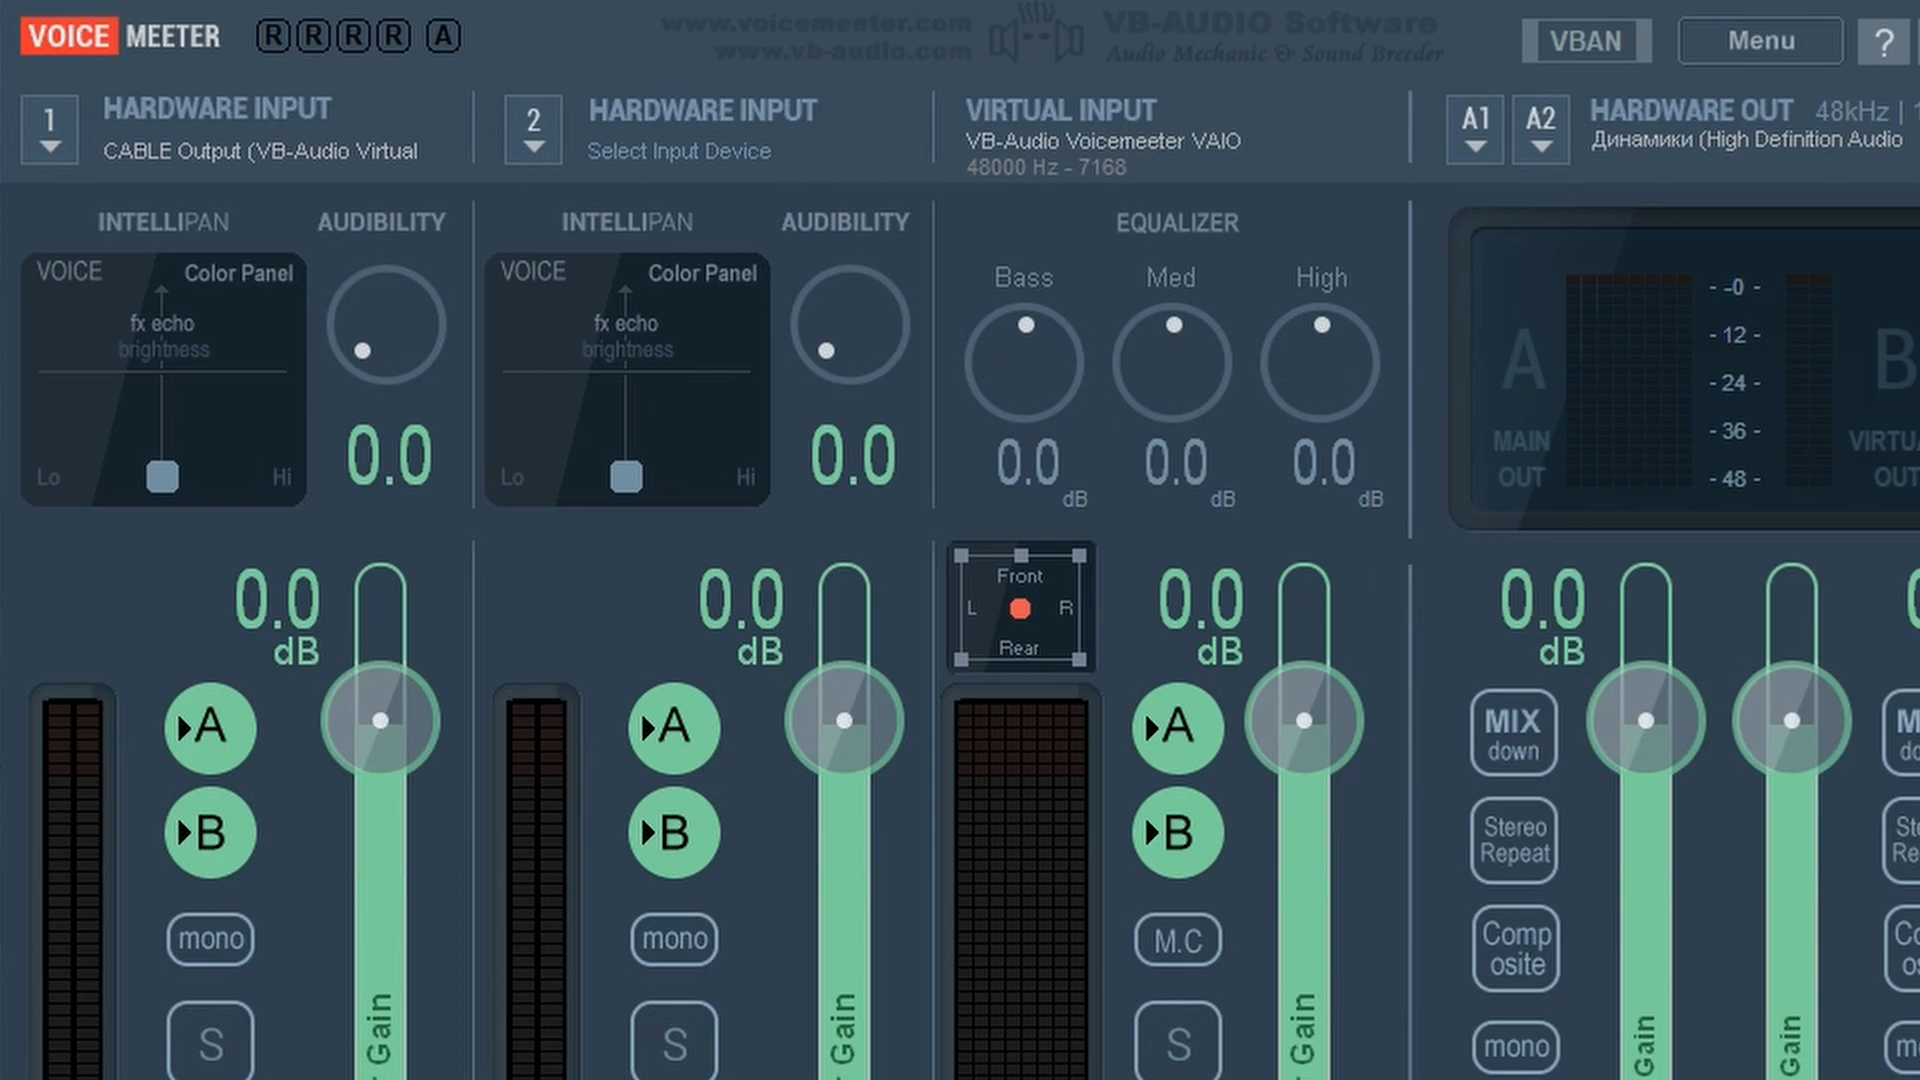 VOICE MEETER R R R R A
www.voicemeeter.com
www.vb-audio.com
VB-AUDIO Software
Audio Mechanic & Sound Breeder
VBAN
Menu
?
1
HARDWARE INPUT
CABLE Output (VB-Audio Virtual
2
HARDWARE INPUT
Select Input Device
VIRTUAL INPUT
VB-Audio Voicemeeter VAIO
48000 Hz - 7168
A1
A2
HARDWARE OUT 48kHz |
Динамики (High Definition Audio
INTELLIPAN
AUDIBILITY
VOICE
Color Panel
fx echo
brightness
Lo
Hi
0.0
INTELLIPAN
AUDIBILITY
VOICE
Color Panel
fx echo
brightness
Lo
Hi
0.0
EQUALIZER
Bass
Med
High
0.0
dB
0.0
dB
0.0
dB
A
MAIN
OUT
- -0 -
- 12 -
- 24 -
- 36 -
- 48 -
B
VIRTUA
OUT
0.0
dB
A
B
mono
S
Gain
0.0
dB
A
B
mono
S
Gain
Front
L
R
Rear
0.0
dB
A
B
M.C
S
Gain
0.0
dB
MIX
down
Stereo
Repeat
Comp
osite
mono
Gain
Gain